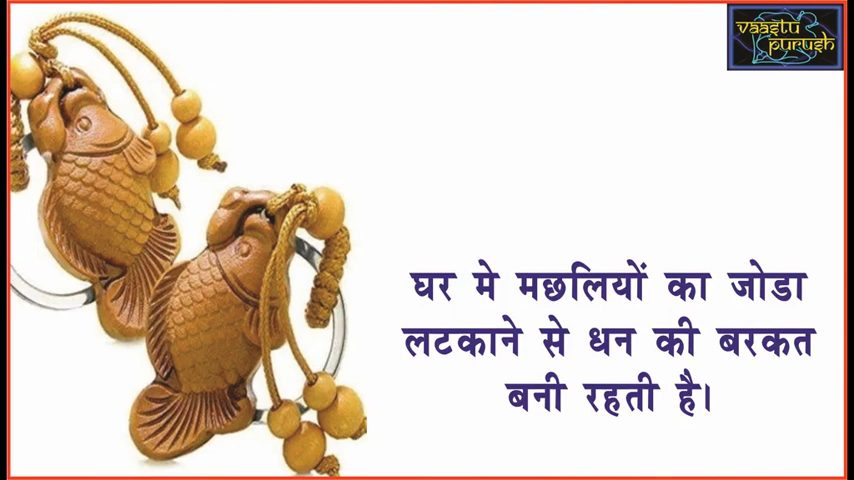 vaastu
purush
घर मे मछलियों का जोडा
लटकाने से धन की बरकत
बनी रहती है।